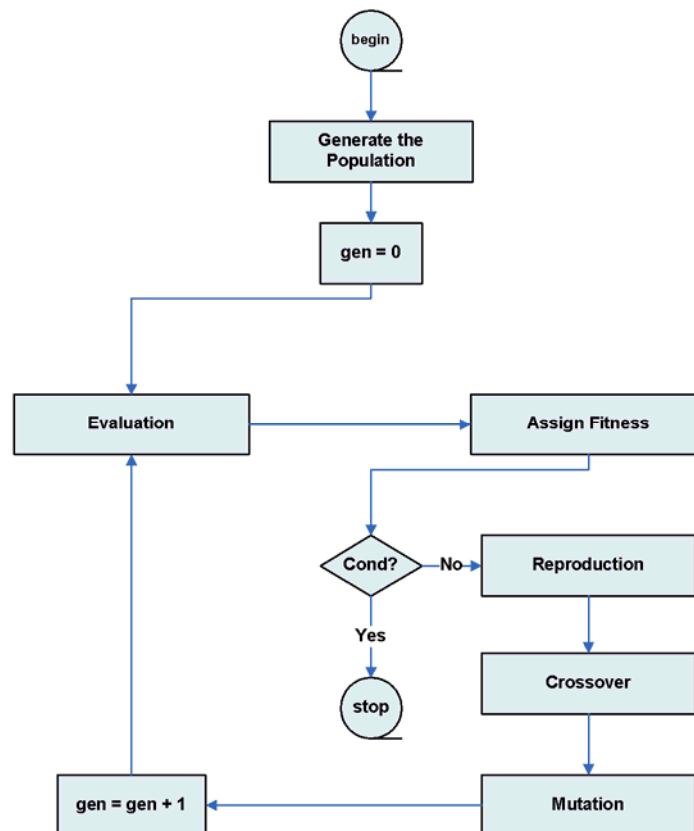 begin
Generate the
Population
gen = 0
Evaluation
Assign Fitness
Cond?
No
Reproduction
Yes
Crossover
stop
gen = gen + 1
Mutation